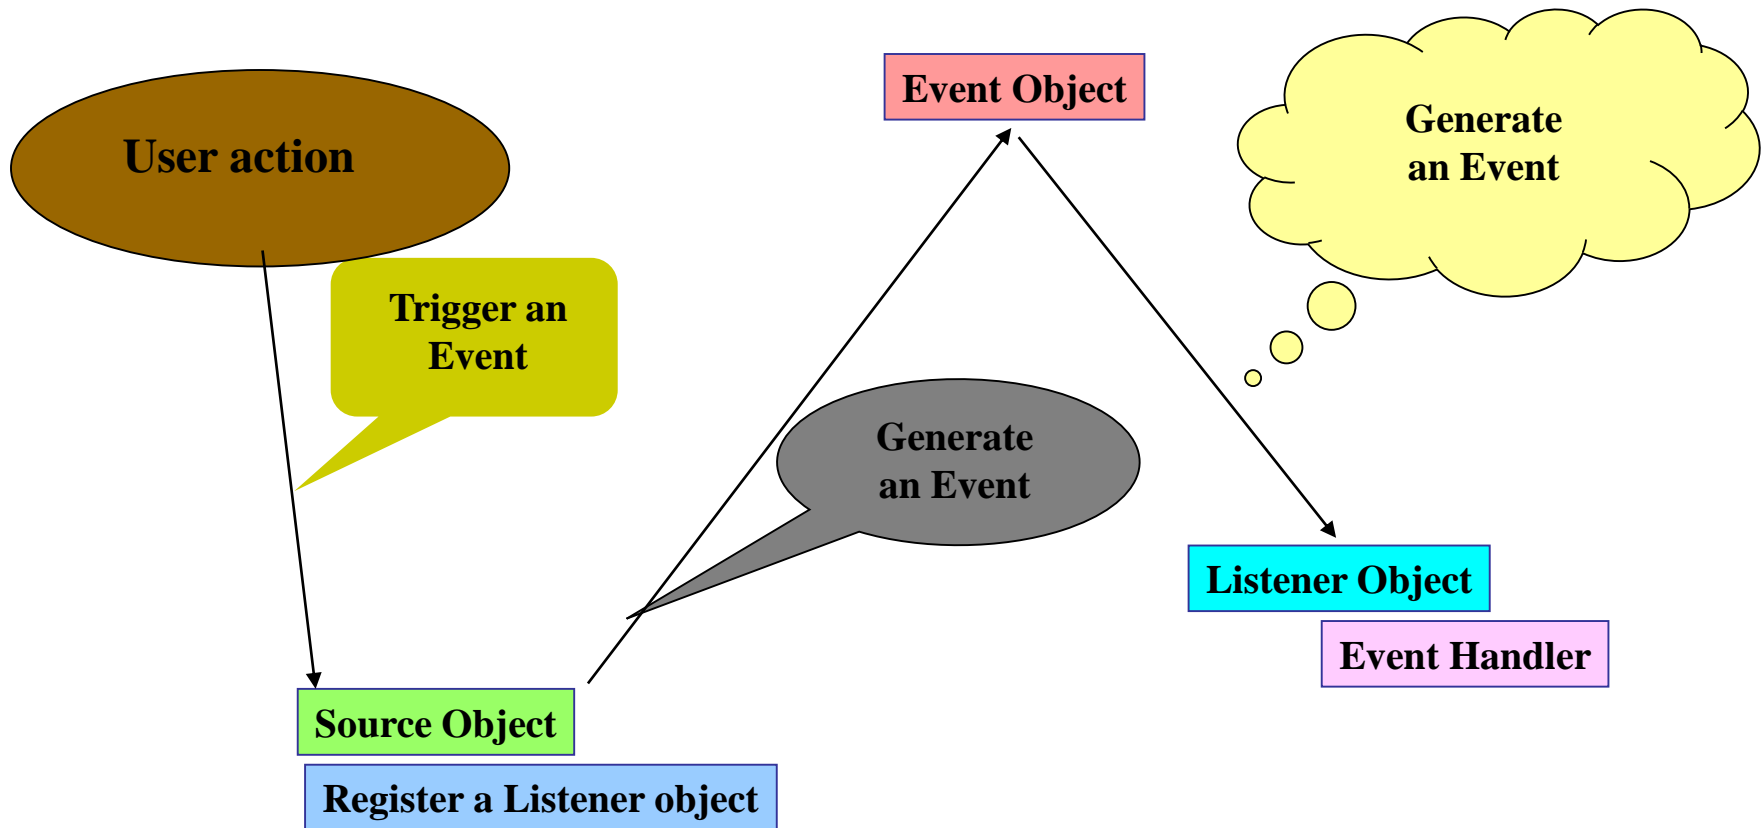 User action
Trigger an
Event
Event Object
Generate
an Event
Generate
an Event
Listener Object
Event Handler
Source Object
Register a Listener object